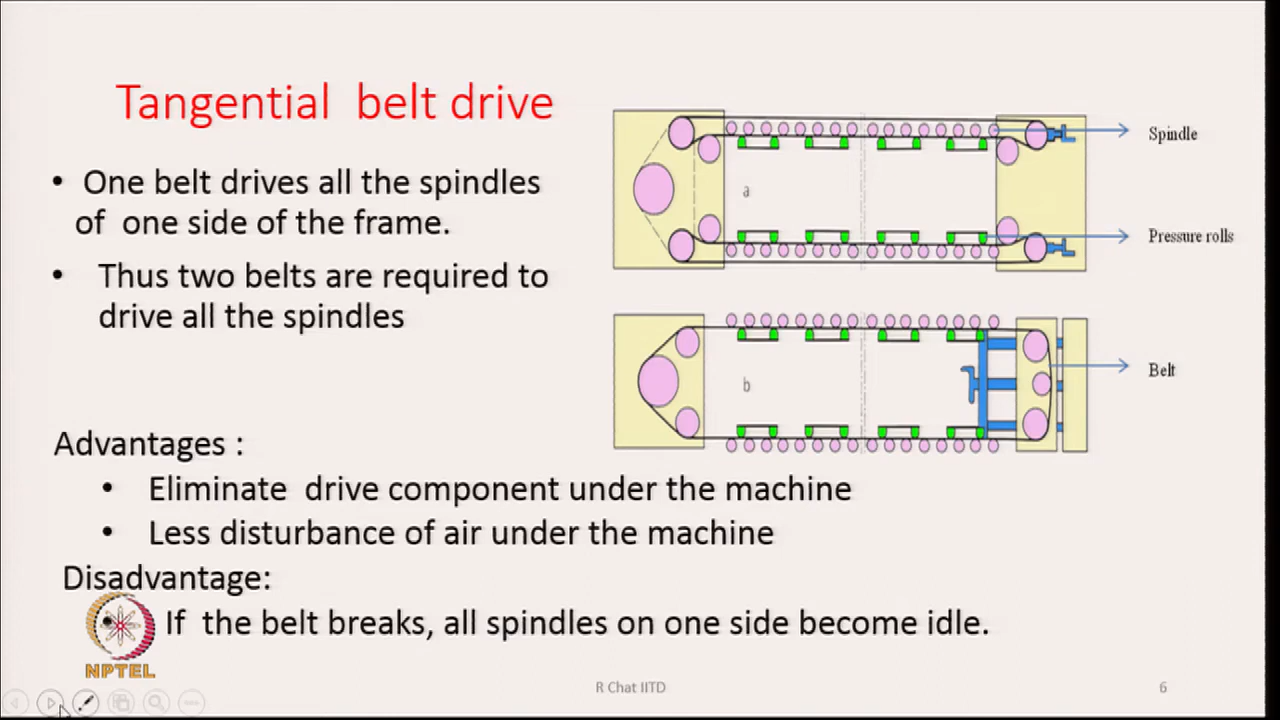 Tangential belt drive
• One belt drives all the spindles
of one side of the frame.
• Thus two belts are required to
drive all the spindles
Spindle
a
Pressure rolls
b
Belt
Advantages :
• Eliminate drive component under the machine
• Less disturbance of air under the machine
Disadvantage:
If the belt breaks, all spindles on one side become idle.
NPTEL
R Chat IITD
6